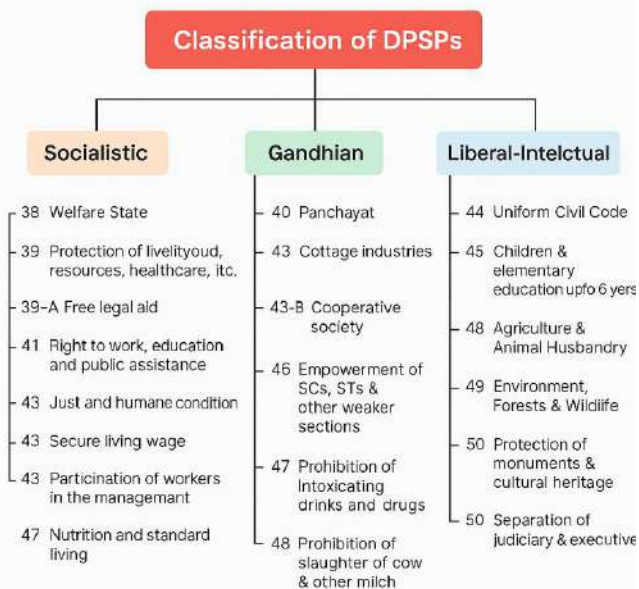 Classification of DPSPs
Socialistic
38 Welfare State
39 Protection of livelityoud,
resources, healthcare, itc.
39-A Free legal aid
41 Right to work, education
and public assistance
43 Just and humane condition
43 Secure living wage
43 Particination of workers
in the managemant
47 Nutrition and standard
living
Gandhian
40 Panchayat
43 Cottage industries
43-B Cooperative
society
46 Empowerment of
SCs, STs &
other weaker
sections
47 Prohibition of
Intoxicating
drinks and drugs
48 Prohibition of
slaughter of cow
& other milch
Liberal-Intelctual
44 Uniform Civil Code
45 Children &
elementary
education upfo 6 yers
48 Agriculture &
Animal Husbandry
49 Environment,
Forests & Wildiife
50 Protection of
monuments &
cultural heritage
50 Separation of
judiciary & executive